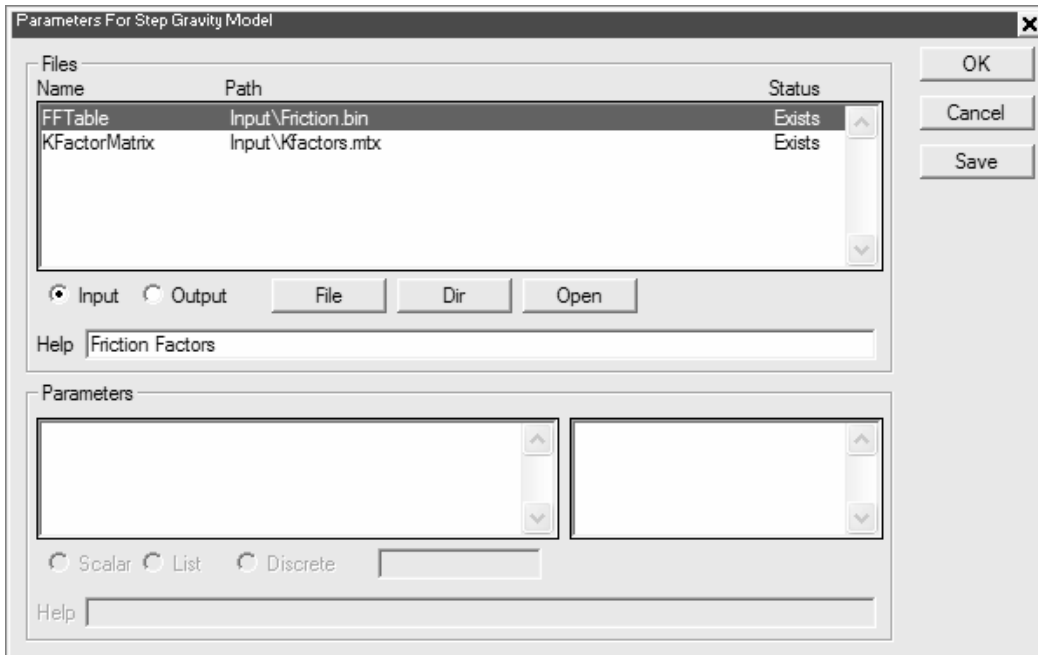 Parameters For Step Gravity Model
Files
OK
Name Path Status
FFTable Input\Friction.bin Exists
Cancel
KFactorMatrix Input\Kfactors.mtx Exists
Save
Input Output File Dir Open
Help Friction Factors
Parameters
Scalar List Discrete
Help